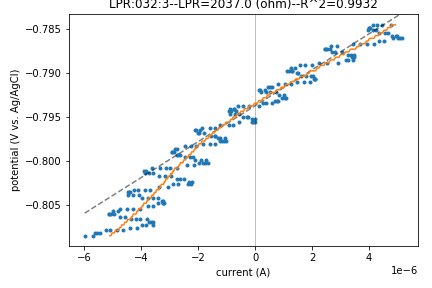 LPR:032:3--LPR=2037.0 (ohm)--R^2=0.9932
potential (V vs. Ag/AgCl)
−0.785
−0.790
−0.795
−0.800
−0.805
−6
−4
−2
0
2
4
1e−6
current (A)